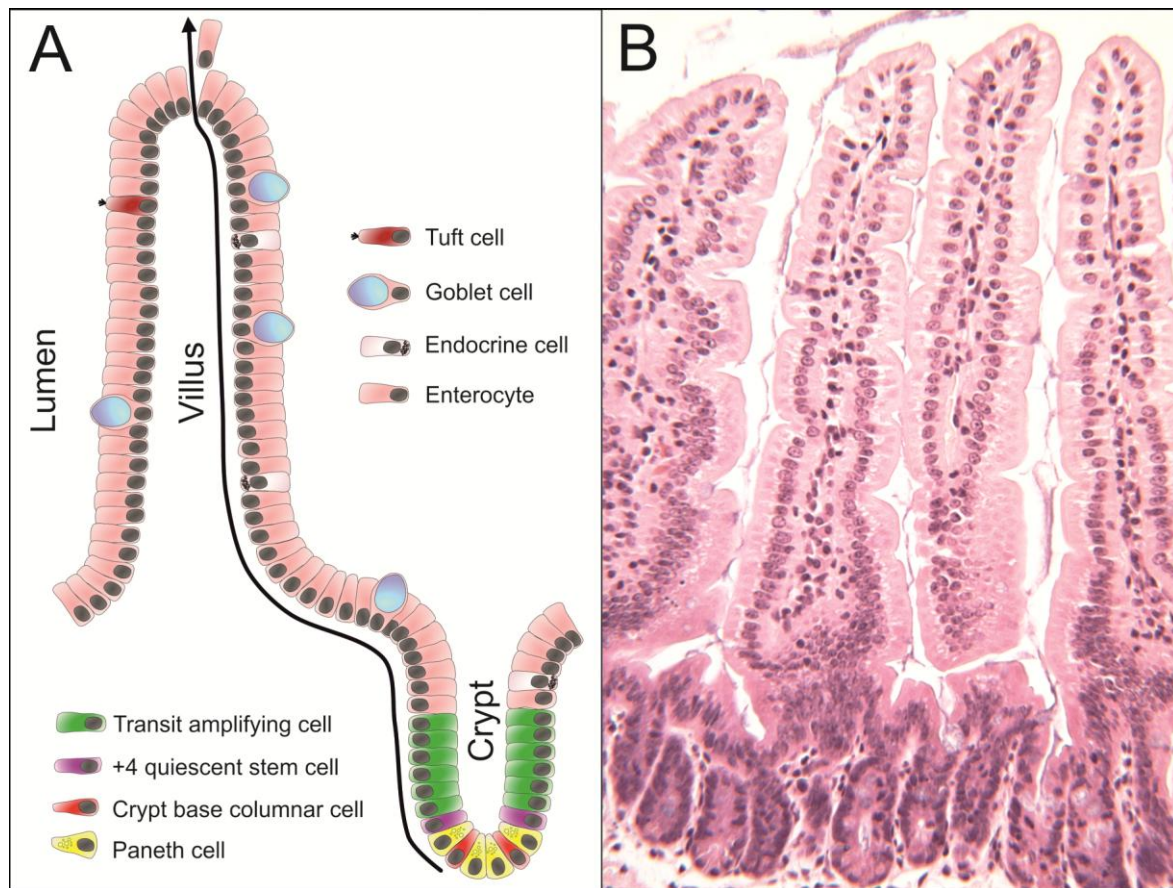 A
Lumen
Villus
Tuft cell
Goblet cell
Endocrine cell
Enterocyte
Crypt
Transit amplifying cell
+4 quiescent stem cell
Crypt base columnar cell
Paneth cell
B